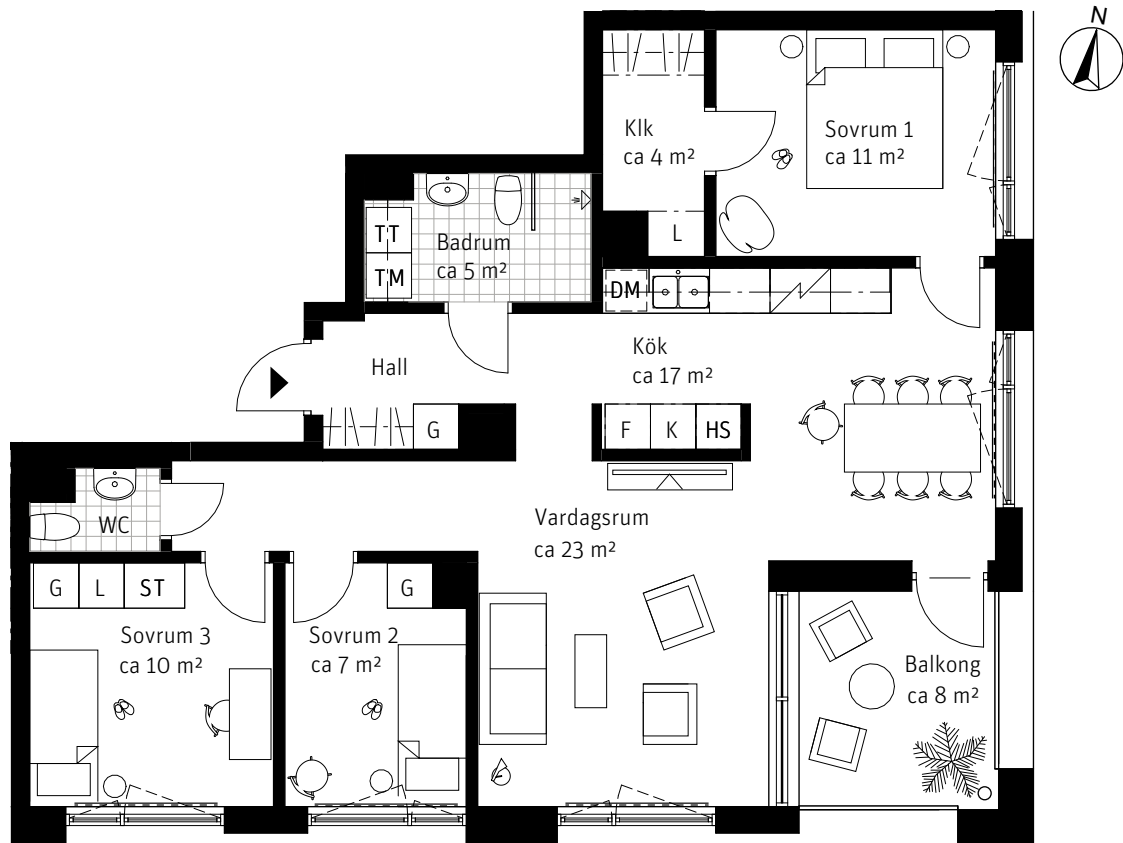 N
Klk
ca 4 m²
Sovrum 1
ca 11 m²
L
TT
TM
Badrum
ca 5 m²
DM
Hall
Kök
ca 17 m²
G
F K HS
WC
Vardagsrum
ca 23 m²
G L ST
G
Sovrum 3
ca 10 m²
Sovrum 2
ca 7 m²
Balkong
ca 8 m²